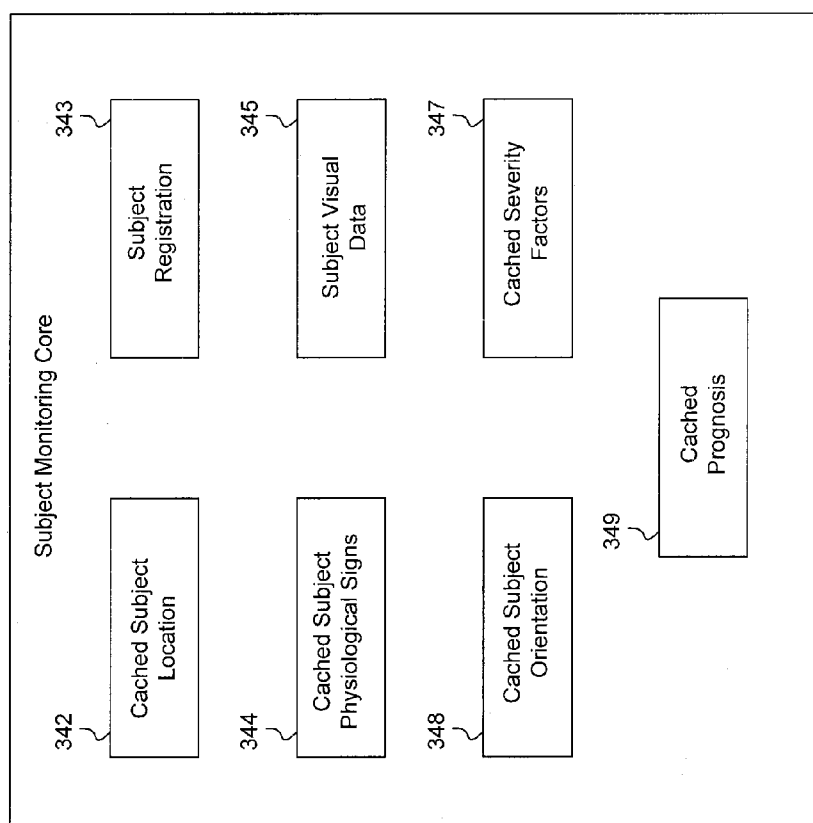 Subject Monitoring Core
342
Cached Subject
Location
343
Subject
Registration
344
Cached Subject
Physiological Signs
345
Subject Visual
Data
348
Cached Subject
Orientation
347
Cached Severity
Factors
349
Cached
Prognosis